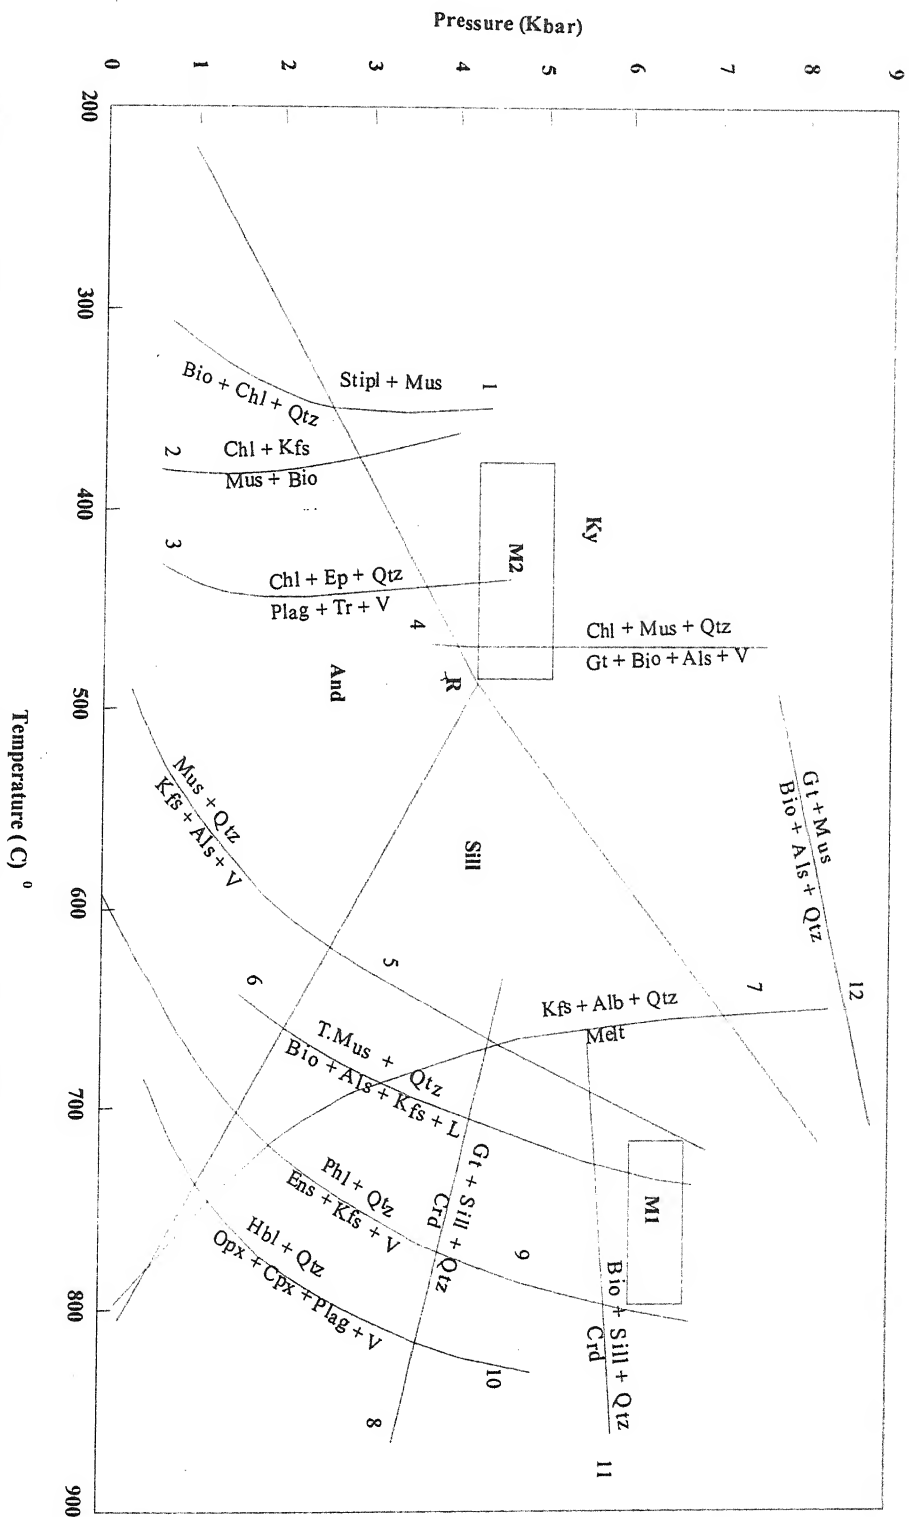 Pressure (Kbar)
0
1
2
3
4
5
6
7
8
9
200
300
400
500
600
700
800
900
Temperature ( C) 0
Ky
And
Sill
R
M2
M1
1
Stipl + Mus
Bio + Chl + Qtz
2
Chl + Kfs
Mus + Bio
3
Chl + Ep + Qtz
Plag + Tr + V
4
Chl + Mus + Qtz
Gt + Bio + Als + V
5
Mus + Qtz
Kfs + Als + V
6
T.Mus + Qtz
Bio + Als + Kfs + L
7
Kfs + Alb + Qtz
Melt
8
Gt + Sill + Qtz
Crd
9
Phl + Qtz
Ens + Kfs + V
10
Hbl + Qtz
Opx + Cpx + Plag + V
11
Bio + Sill + Qtz
Crd
12
Gt + Mus
Bio + Als + Qtz